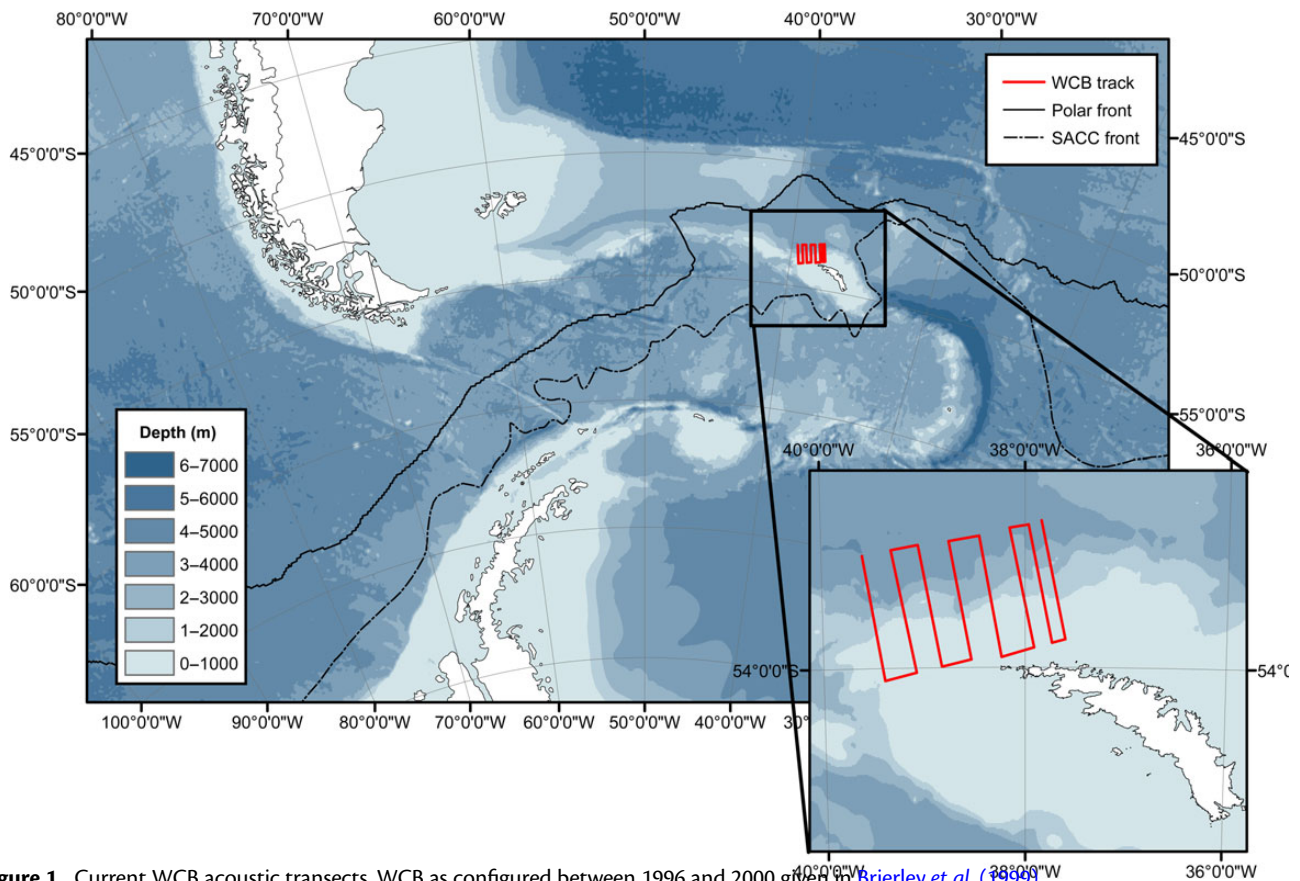 80°0'0"W 70°0'0"W 60°0'0"W 50°0'0"W 40°0'0"W 30°0'0"W
WCB track
Polar front
SACC front
45°0'0"S 45°0'0"S
50°0'0"S 50°0'0"S
55°0'0"S 55°0'0"S
60°0'0"S
Depth (m)
6–7000
5–6000
4–5000
3–4000
2–3000
1–2000
0–1000
100°0'0"W 90°0'0"W 80°0'0"W 70°0'0"W 60°0'0"W 50°0'0"W 40°0'0"W 30°
40°0'0"W 38°0'0"W 36°0'0"W
54°0'0"S 54°0
40°0'0"W 38°0'0"W 36°0'0"W
gure 1. Current WCB acoustic transects. WCB as configured between 1996 and 2000 given in Brierley et al. (1999)